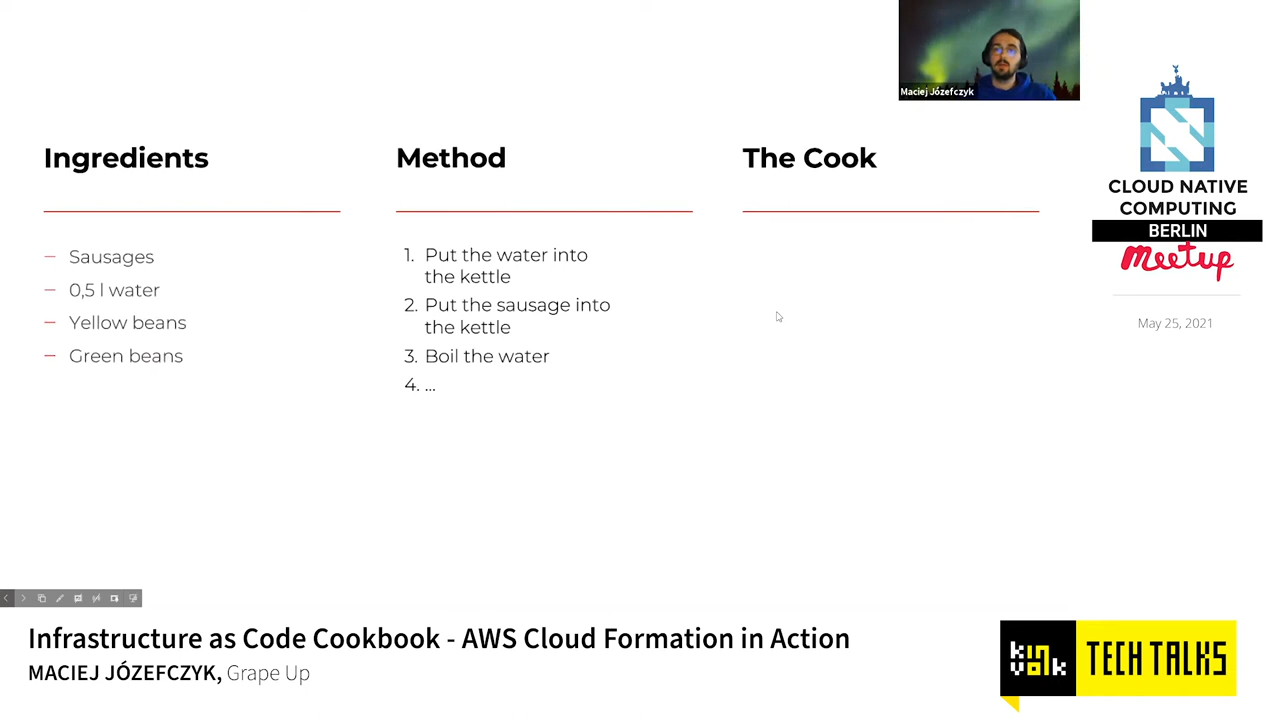 Maciej Józefczyk
Ingredients
– Sausages
– 0,5 l water
– Yellow beans
– Green beans
Method
1. Put the water into
the kettle
2. Put the sausage into
the kettle
3. Boil the water
4. ...
The Cook
CLOUD NATIVE
COMPUTING
BERLIN
Meetup
May 25, 2021
Infrastructure as Code Cookbook - AWS Cloud Formation in Action
MACIEJ JÓZEFCZYK, Grape Up
kinvolk
TECH TALKS